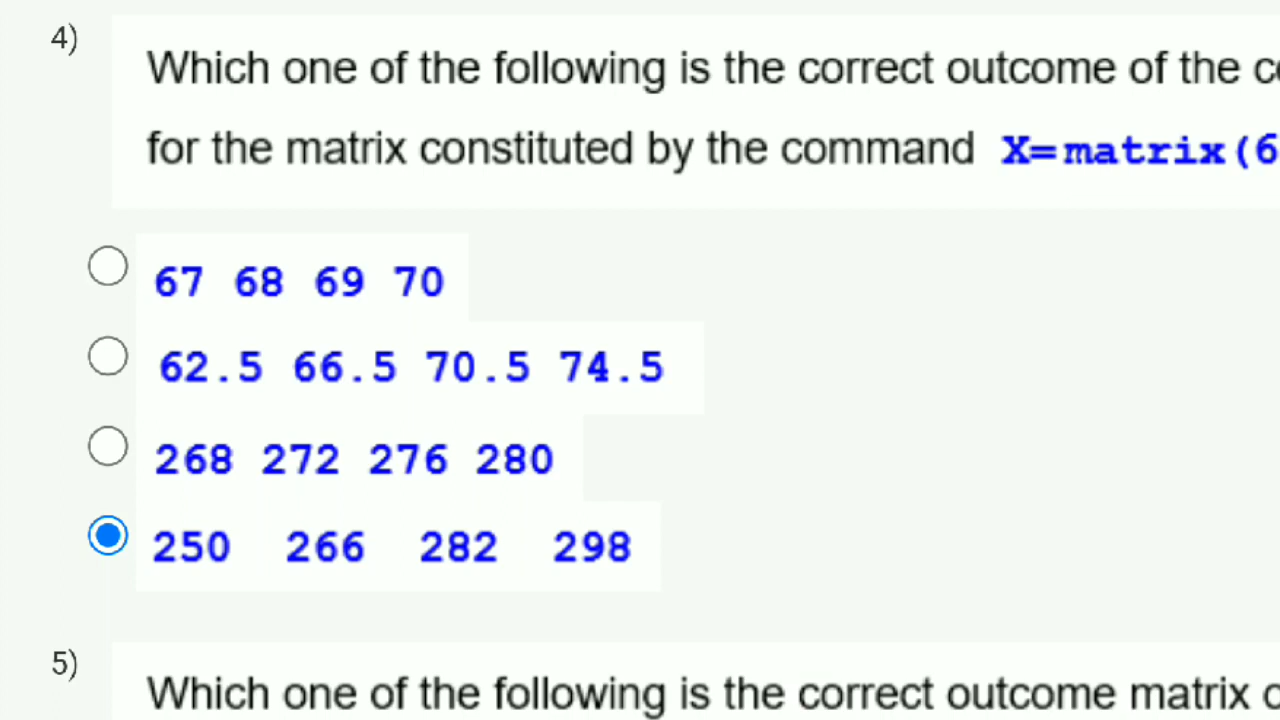 4)
Which one of the following is the correct outcome of the
for the matrix constituted by the command X=matrix(6
67 68 69 70
62.5 66.5 70.5 74.5
268 272 276 280
250 266 282 298
5)
Which one of the following is the correct outcome matrix